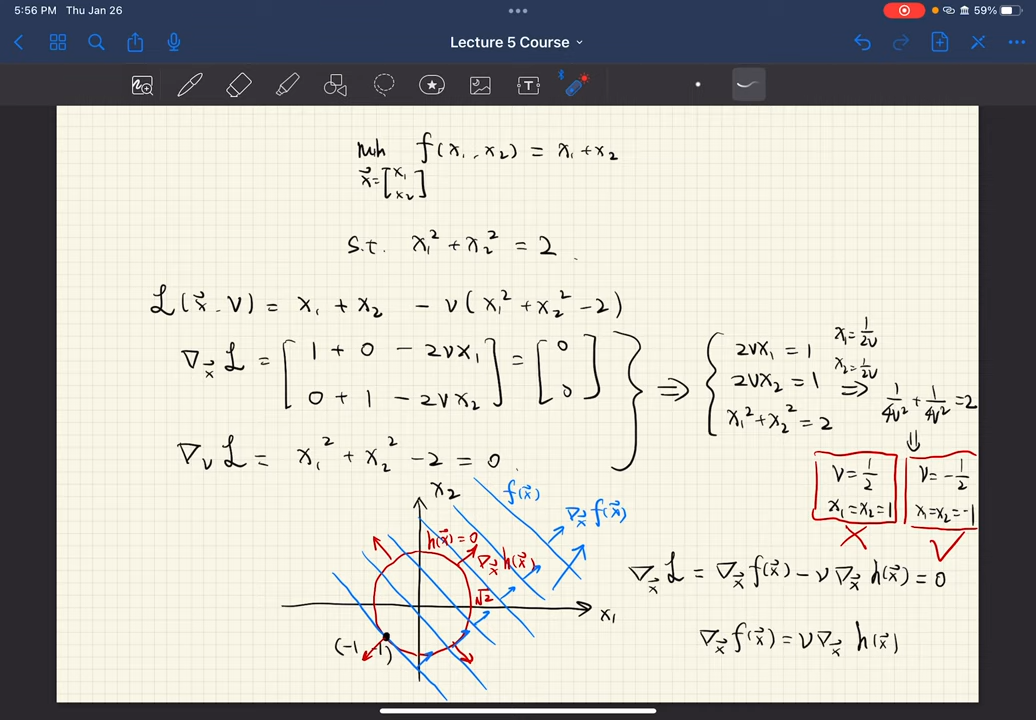 5:56 PM Thu Jan 26
59%
Lecture 5 Course
T
min f(x₁, x₂) = x₁ + x₂
x⃗ = [x₁ x₂]
s.t. x₁² + x₂² = 2
ℒ(x⃗, ν) = x₁ + x₂ − ν(x₁² + x₂² − 2)
∇x⃗ ℒ = [1 + 0 − 2νx₁
0 + 1 − 2νx₂] = [0
0]
∇ν ℒ = x₁² + x₂² − 2 = 0
⇒ { 2νx₁ = 1
2νx₂ = 1
x₁² + x₂² = 2
x₁ = 1/2ν
x₂ = 1/2ν
⇒ 1/4ν² + 1/4ν² = 2
⇓
ν = 1/2
x₁ = x₂ = 1
×
ν = −1/2
x₁ = x₂ = −1
✓
x₂
f(x⃗)
∇x⃗ f(x⃗)
h(x⃗) = 0
∇x⃗ h(x⃗)
√2
x₁
(−1, −1)
∇x⃗ ℒ = ∇x⃗ f(x⃗) − ν ∇x⃗ h(x⃗) = 0
∇x⃗ f(x⃗) = ν ∇x⃗ h(x⃗)